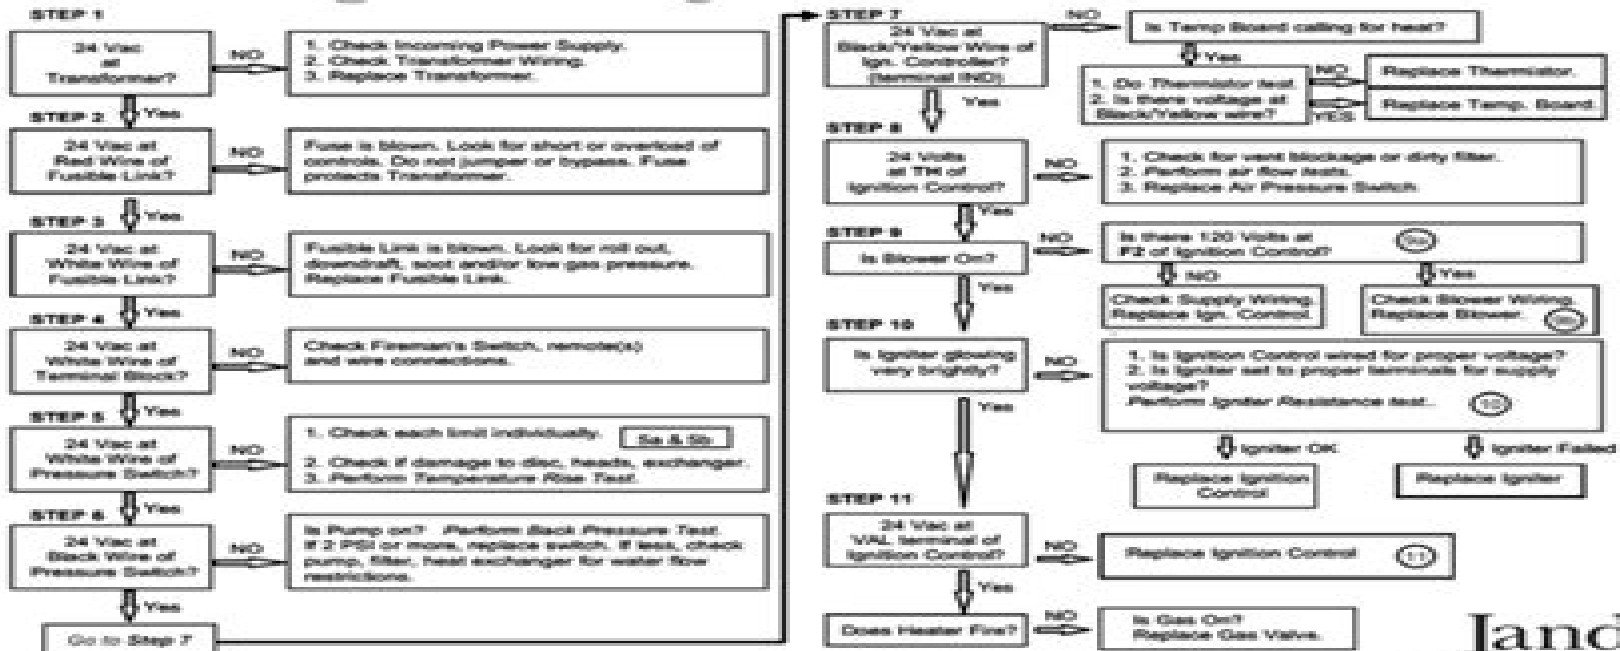 STEP 1
24 Vac
at
Transformer?
NO
1. Check Incoming Power Supply.
2. Check Transformer Wiring.
3. Replace Transformer.
Yes
STEP 2
24 Vac at
Red Wire of
Fusible Link?
NO
Fuse is blown. Look for short or overload of
controls. Do not jumper or bypass. Fuse
protects Transformer.
Yes
STEP 3
24 Vac at
White Wire of
Fusible Link?
NO
Fusible Link is blown. Look for roll out,
downdraft, soot and/or low gas pressure.
Replace Fusible Link.
Yes
STEP 4
24 Vac at
White Wire of
Terminal Block?
NO
Check Fireman's Switch, remote(s)
and wire connections.
Yes
STEP 5
24 Vac at
White Wire of
Pressure Switch?
NO
1. Check each limit individually. 5a & 5b
2. Check if damage to disc, heads, exchanger.
3. Perform Temperature Rise Test.
Yes
STEP 6
24 Vac at
Black Wire of
Pressure Switch?
NO
Is Pump on? Perform Back Pressure Test.
If 2 PSI or more, replace switch. If less, check
pump, filter, heat exchanger for water flow
restrictions.
Yes
Go to Step 7
STEP 7
24 Vac at
Black/Yellow Wire of
Ign. Controller?
(terminal IND)
NO
Is Temp Board calling for heat?
Yes
1. Do Thermistor test
2. Is there voltage at
Black/Yellow wire?
NO
Replace Thermistor.
YES
Replace Temp. Board
Yes
STEP 8
24 Volts
at TH of
Ignition Control?
NO
1. Check for vent blockage or dirty filter.
2. Perform air flow tests.
3. Replace Air Pressure Switch
Yes
STEP 9
Is Blower On?
NO
Is there 120 Volts at 9a
F2 of Ignition Control?
NO
Yes
Check Supply Wiring.
Replace Ign. Control.
Check Blower Wiring.
Replace Blower. 9b
Yes
STEP 10
Is Igniter glowing
very brightly?
NO
1. Is Ignition Control wired for proper voltage?
2. Is Igniter set to proper terminals for supply
voltage?
Perform Igniter Resistance test. 10
Igniter OK
Igniter Failed
Replace Ignition
Control
Replace Igniter
Yes
STEP 11
24 Vac at
VAL terminal of
Ignition Control?
NO
Replace Ignition Control 11
Yes
Does Heater Fire?
NO
Is Gas On?
Replace Gas Valve.
Jand